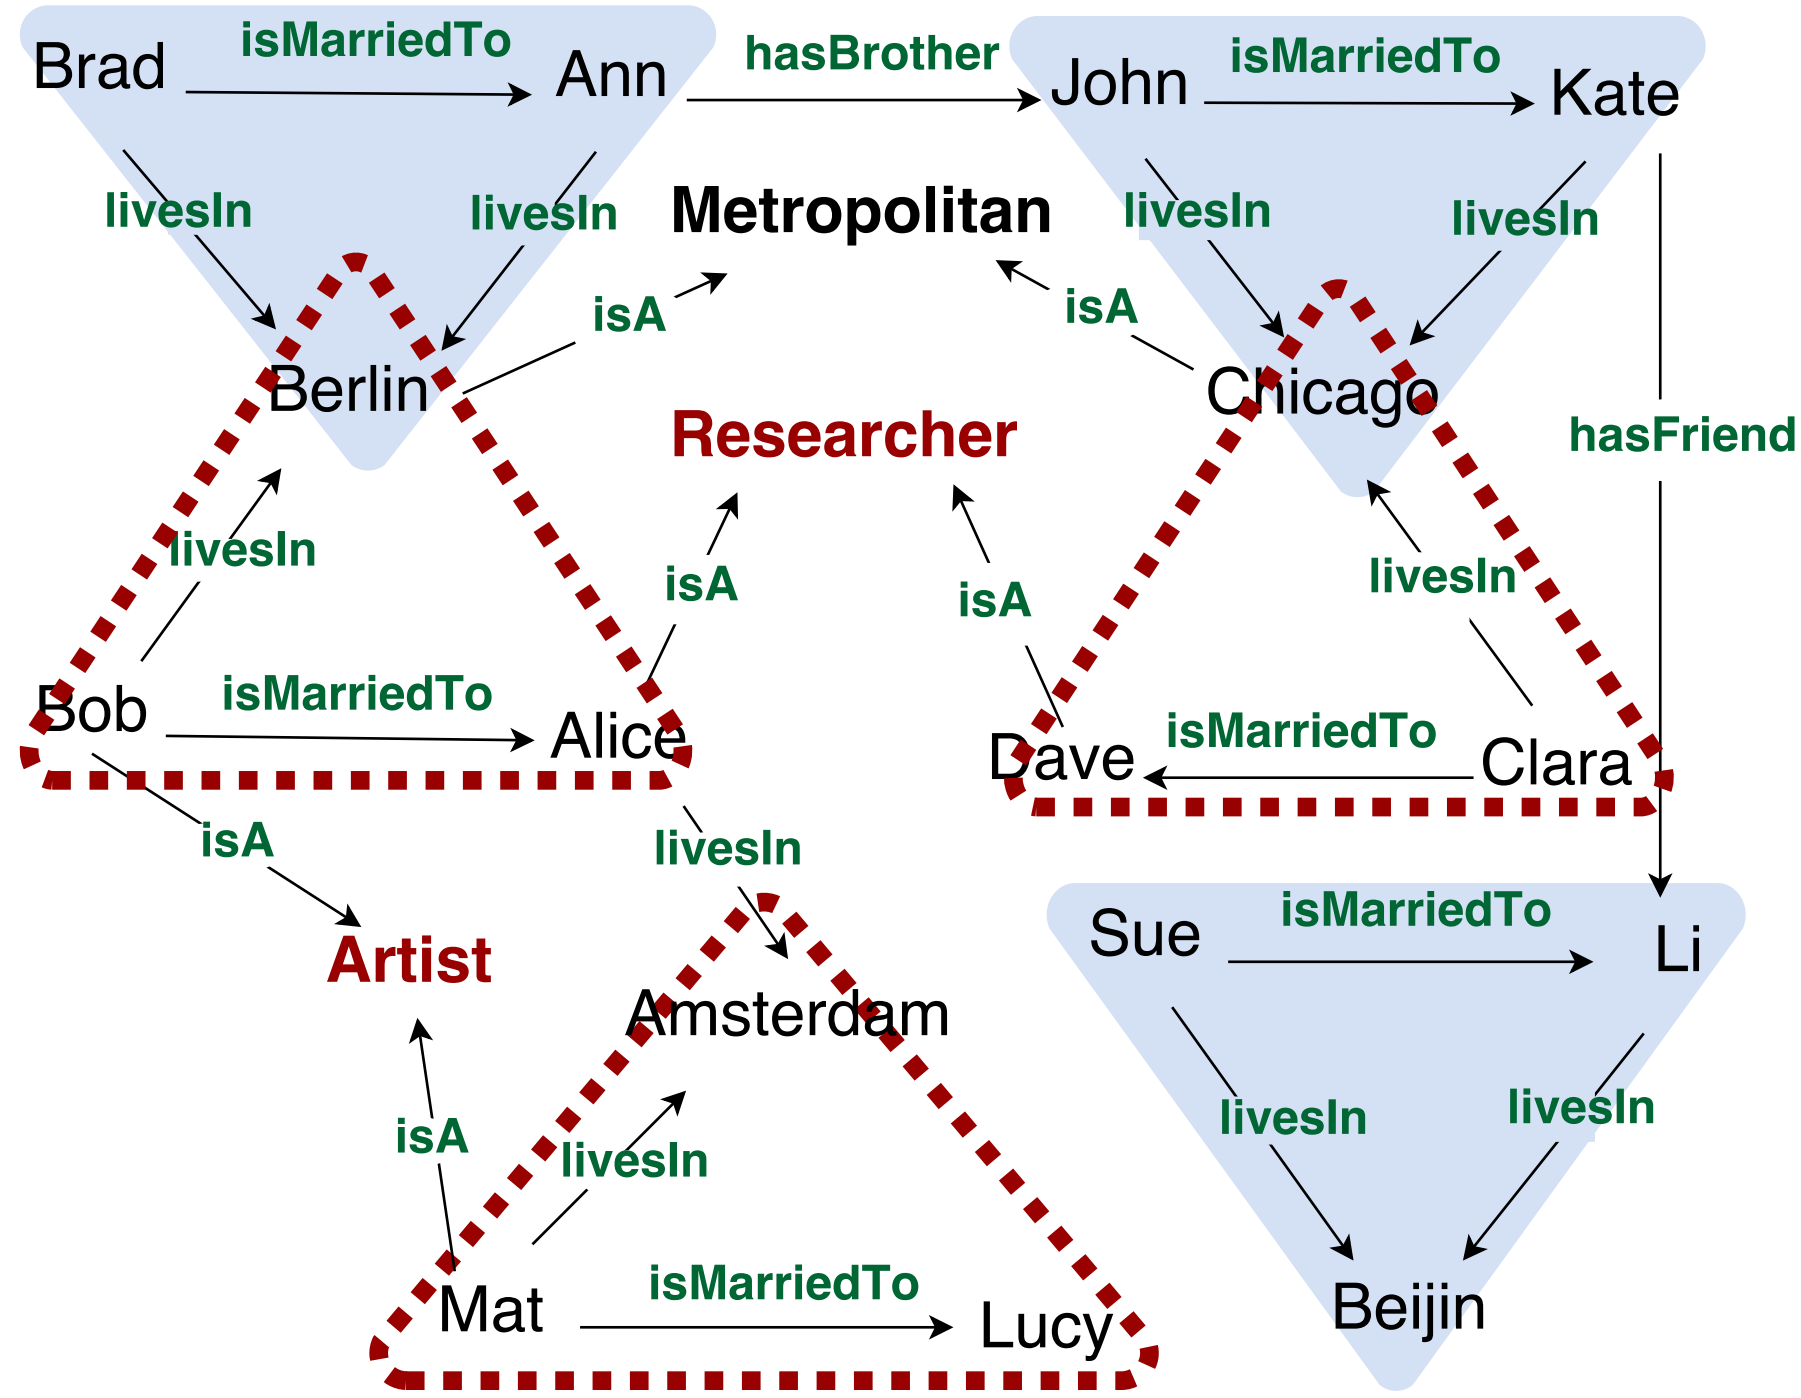 Brad isMarriedTo Ann hasBrother John isMarriedTo Kate
livesIn livesIn Metropolitan livesIn livesIn
isA isA
Berlin Chicago
Researcher hasFriend
livesIn isA isA livesIn
Bob isMarriedTo Alice Dave isMarriedTo Clara
isA livesIn
Artist Sue isMarriedTo Li
Amsterdam
isA livesIn livesIn livesIn
Mat isMarriedTo Lucy Beijin